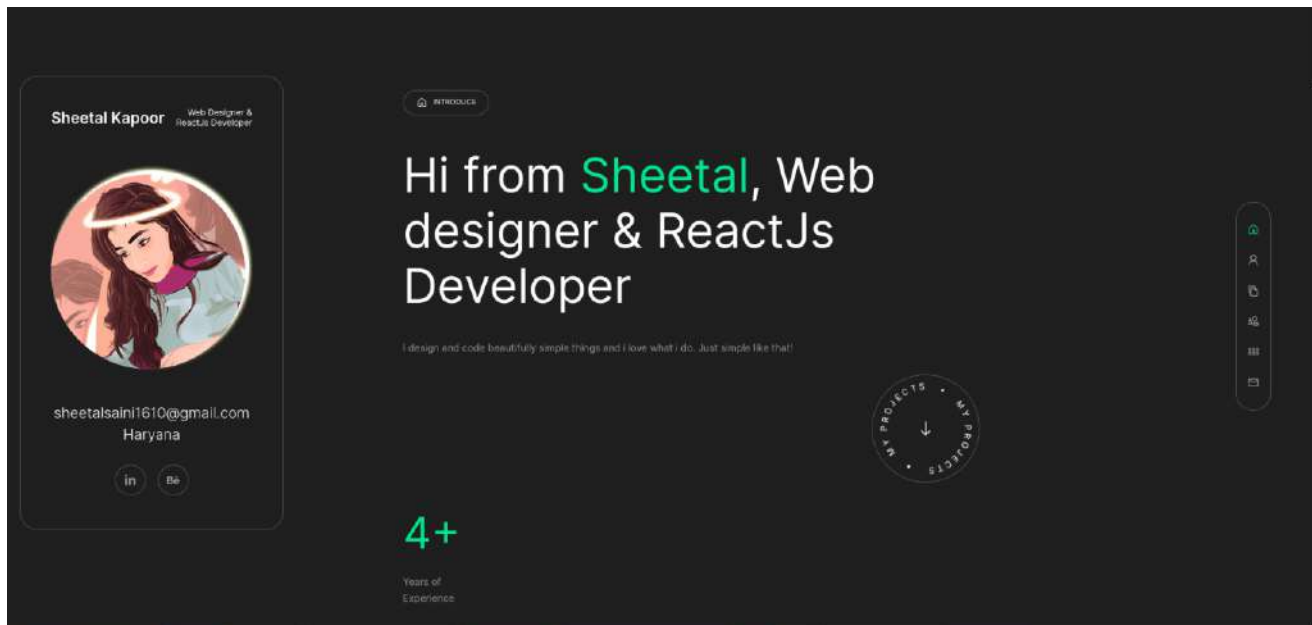 Sheetal Kapoor
Web Designer &
ReactJs Developer
sheetalsaini1610@gmail.com
Haryana
in
Bē
INTRODUCE
Hi from Sheetal, Web
designer & ReactJs
Developer
I design and code beautifully simple things and i love what i do. Just simple like that!
MY PROJECTS • MY PROJECTS •
4+
Years of
Experience